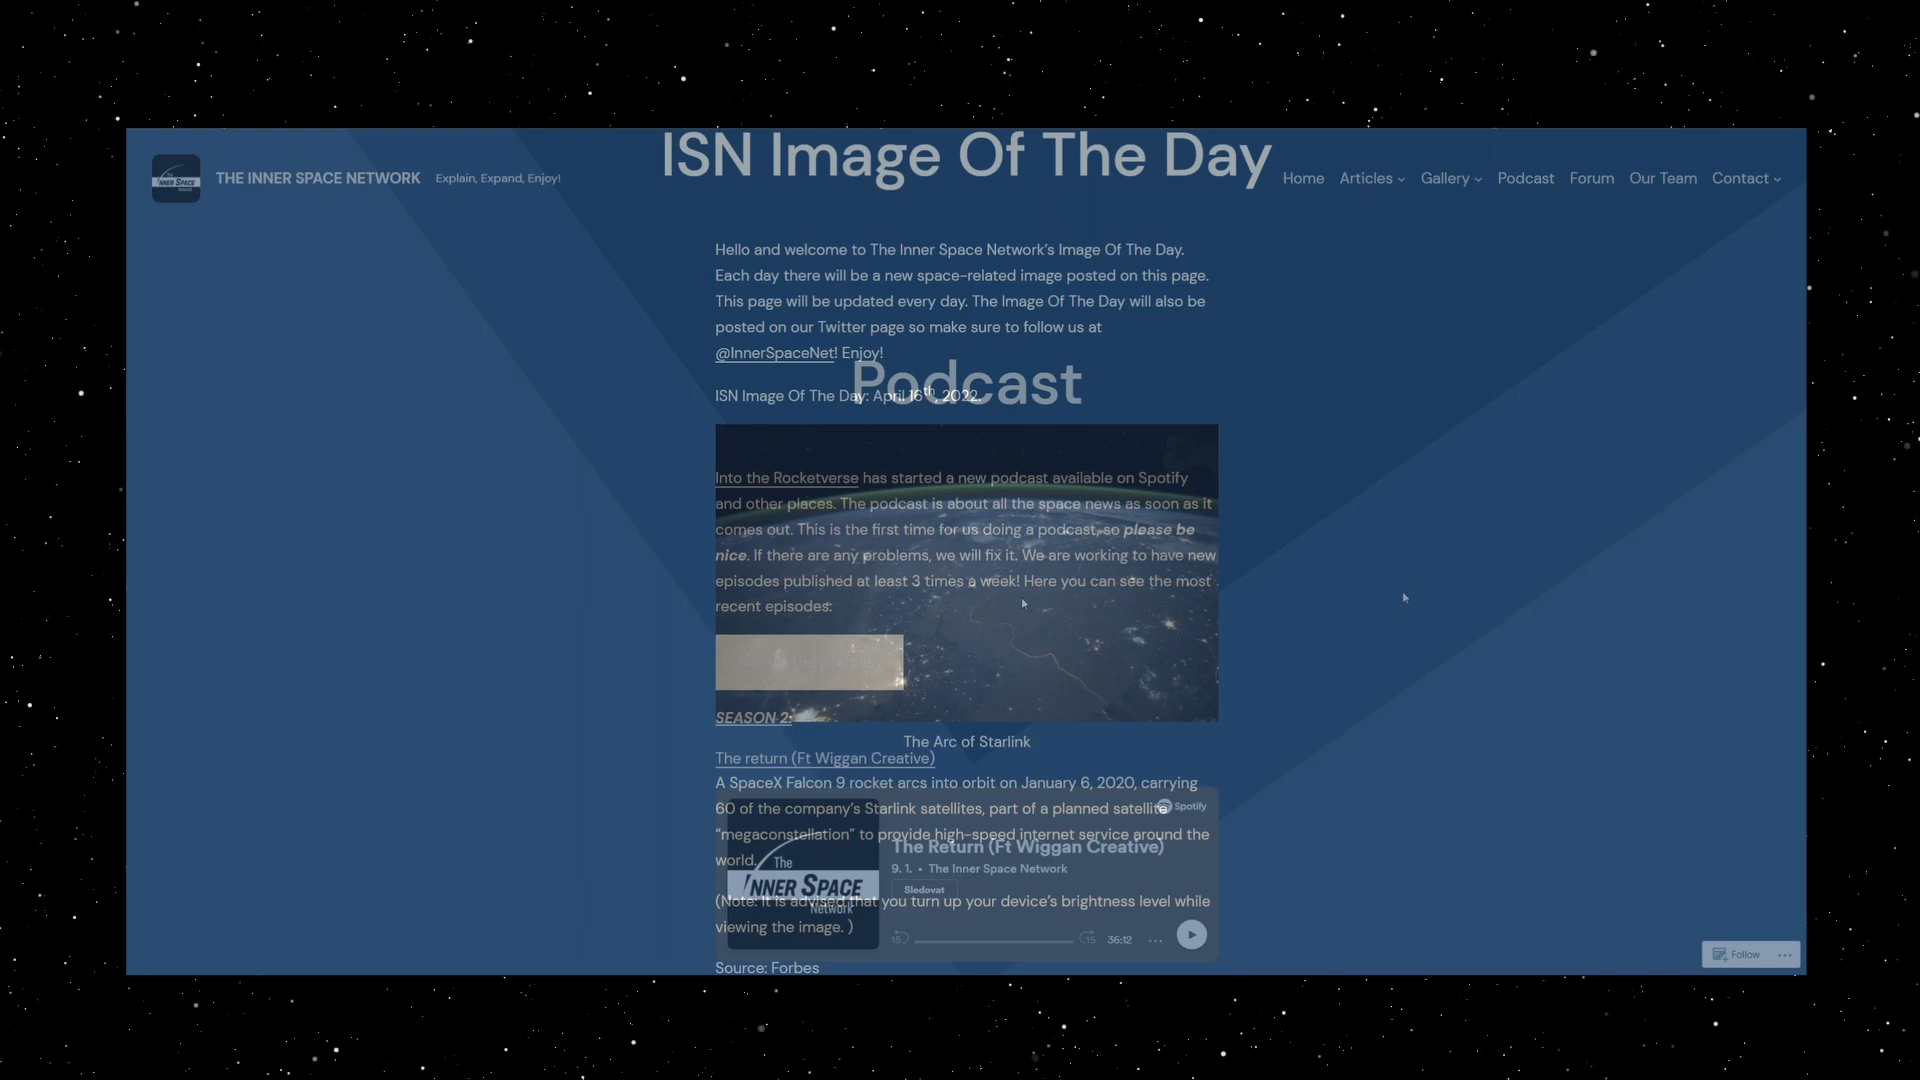 ISN Image Of The Day
The INNER SPACE Network
THE INNER SPACE NETWORK
Explain, Expand, Enjoy!
Home Articles Gallery Podcast Forum Our Team Contact
Hello and welcome to The Inner Space Network’s Image Of The Day.
Each day there will be a new space-related image posted on this page.
This page will be updated every day. The Image Of The Day will also be
posted on our Twitter page so make sure to follow us at
@InnerSpaceNet! Enjoy!
Podcast
ISN Image Of The Day: April 16th, 2022.
Into the Rocketverse has started a new podcast available on Spotify
and other places. The podcast is about all the space news as soon as it
comes out. This is the first time for us doing a podcast, so please be
nice. If there are any problems, we will fix it. We are working to have new
episodes published at least 3 times a week! Here you can see the most
recent episodes:
SEASON 2:
The Arc of Starlink
The return (Ft Wiggan Creative)
A SpaceX Falcon 9 rocket arcs into orbit on January 6, 2020, carrying
60 of the company’s Starlink satellites, part of a planned satellite
“megaconstellation” to provide high-speed internet service around the
world.
Spotify
The Return (Ft Wiggan Creative)
9. 1. • The Inner Space Network
Sledovat
The
INNER SPACE
Network
(Note: It is advised that you turn up your device’s brightness level while
viewing the image. )
15 15 36:12
Follow
Source: Forbes